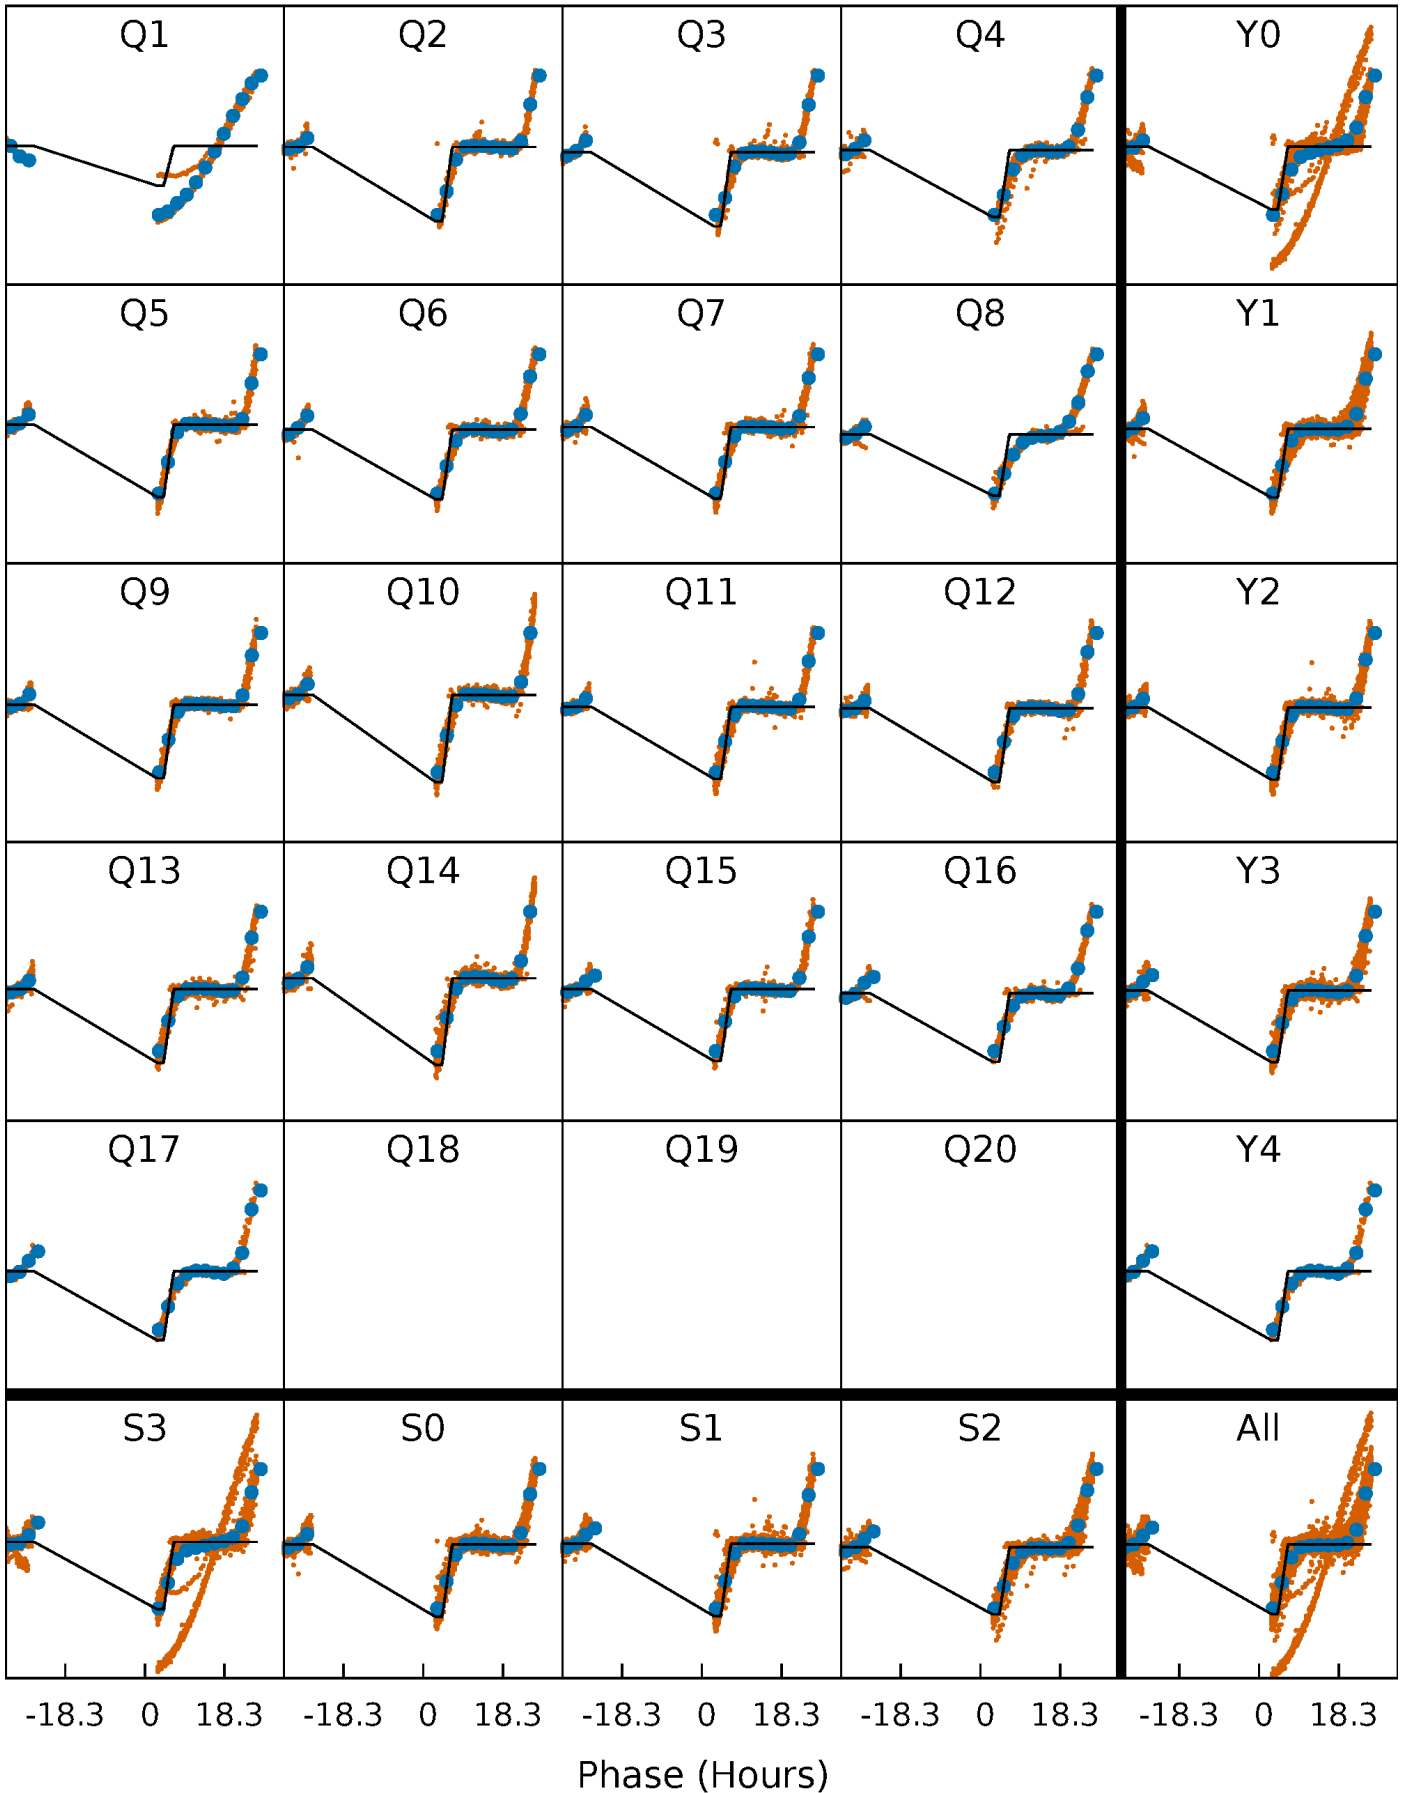 Q1 Q2 Q3 Q4 Y0
Q5 Q6 Q7 Q8 Y1
Q9 Q10 Q11 Q12 Y2
Q13 Q14 Q15 Q16 Y3
Q17 Q18 Q19 Q20 Y4
S3 S0 S1 S2 All
-18.3 0 18.3 -18.3 0 18.3 -18.3 0 18.3 -18.3 0 18.3 -18.3 0 18.3
Phase (Hours)